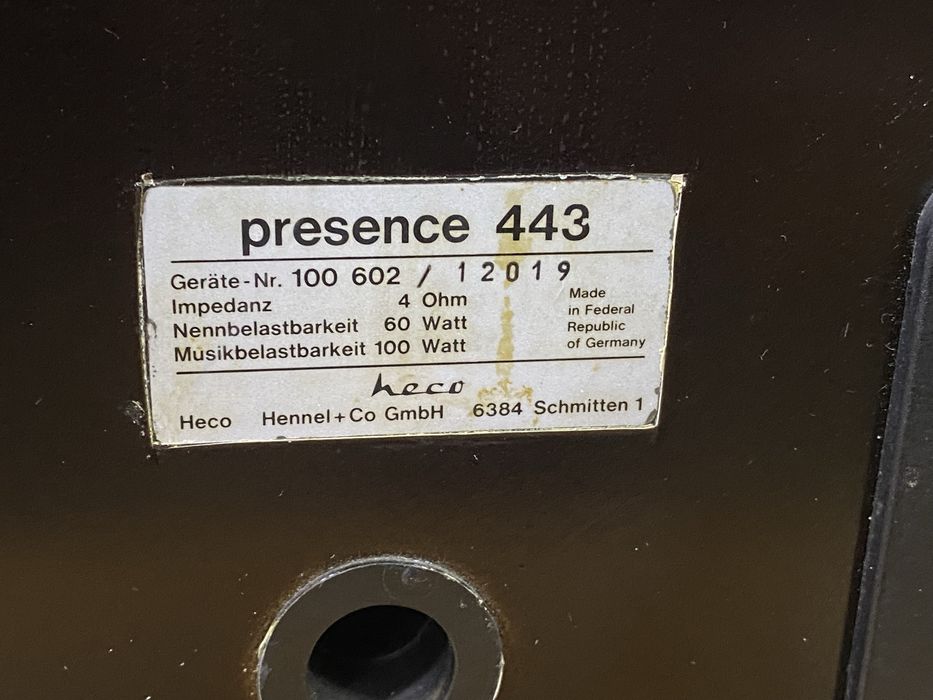 presence 443
Geräte-Nr. 100 602 / 12019
Impedanz 4 Ohm
Nennbelastbarkeit 60 Watt
Musikbelastbarkeit 100 Watt
Made
in Federal
Republic
of Germany
heco
Heco Hennel+Co GmbH 6384 Schmitten 1